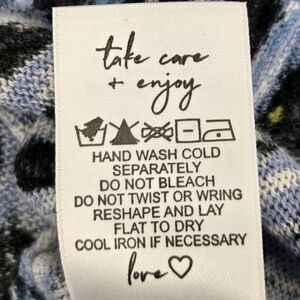 take care
+ enjoy
HAND WASH COLD
SEPARATELY
DO NOT BLEACH
DO NOT TWIST OR WRING
RESHAPE AND LAY
FLAT TO DRY
COOL IRON IF NECESSARY
love♡